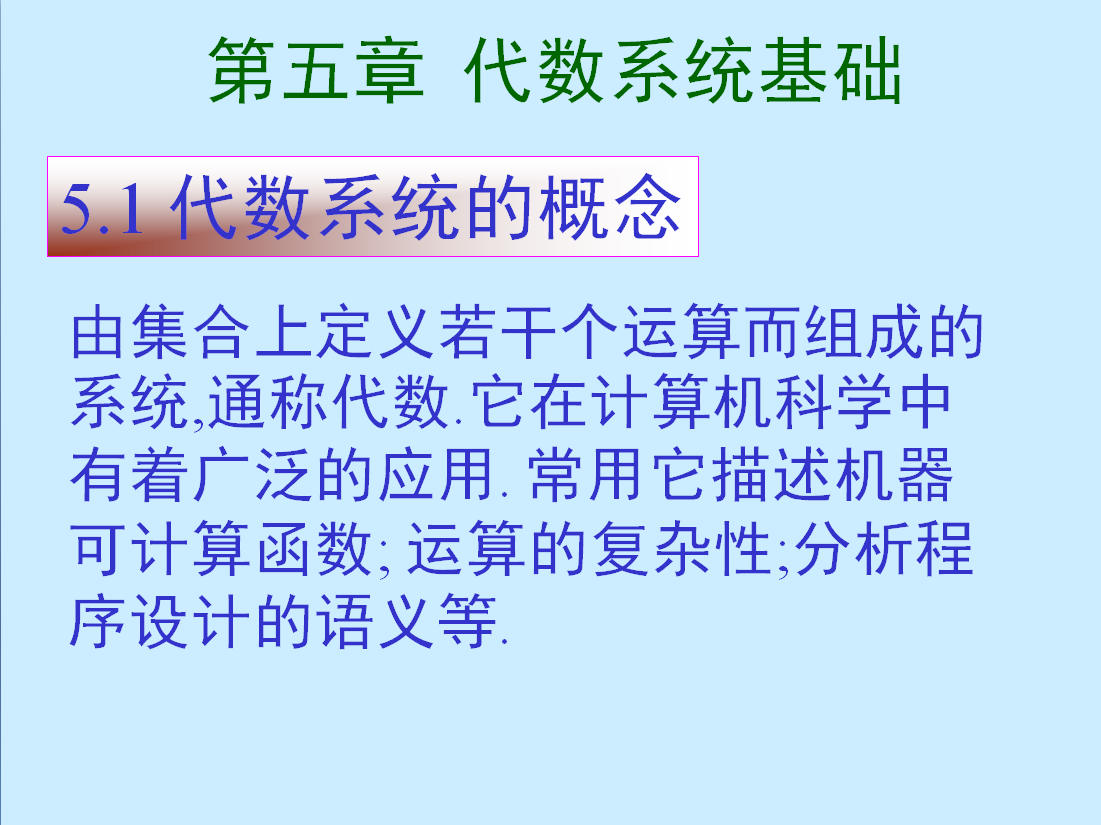 第五章 代数系统基础
5.1 代数系统的概念
由集合上定义若干个运算而组成的
系统,通称代数.它在计算机科学中
有着广泛的应用. 常用它描述机器
可计算函数; 运算的复杂性;分析程
序设计的语义等.